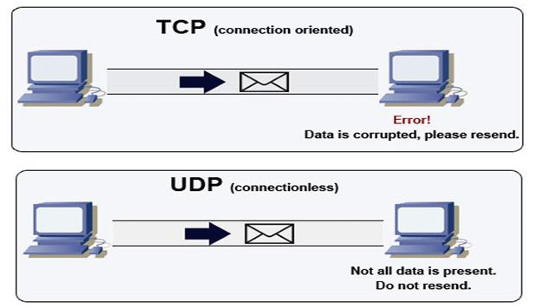 TCP (connection oriented)
Error!
Data is corrupted, please resend.
UDP (connectionless)
Not all data is present.
Do not resend.